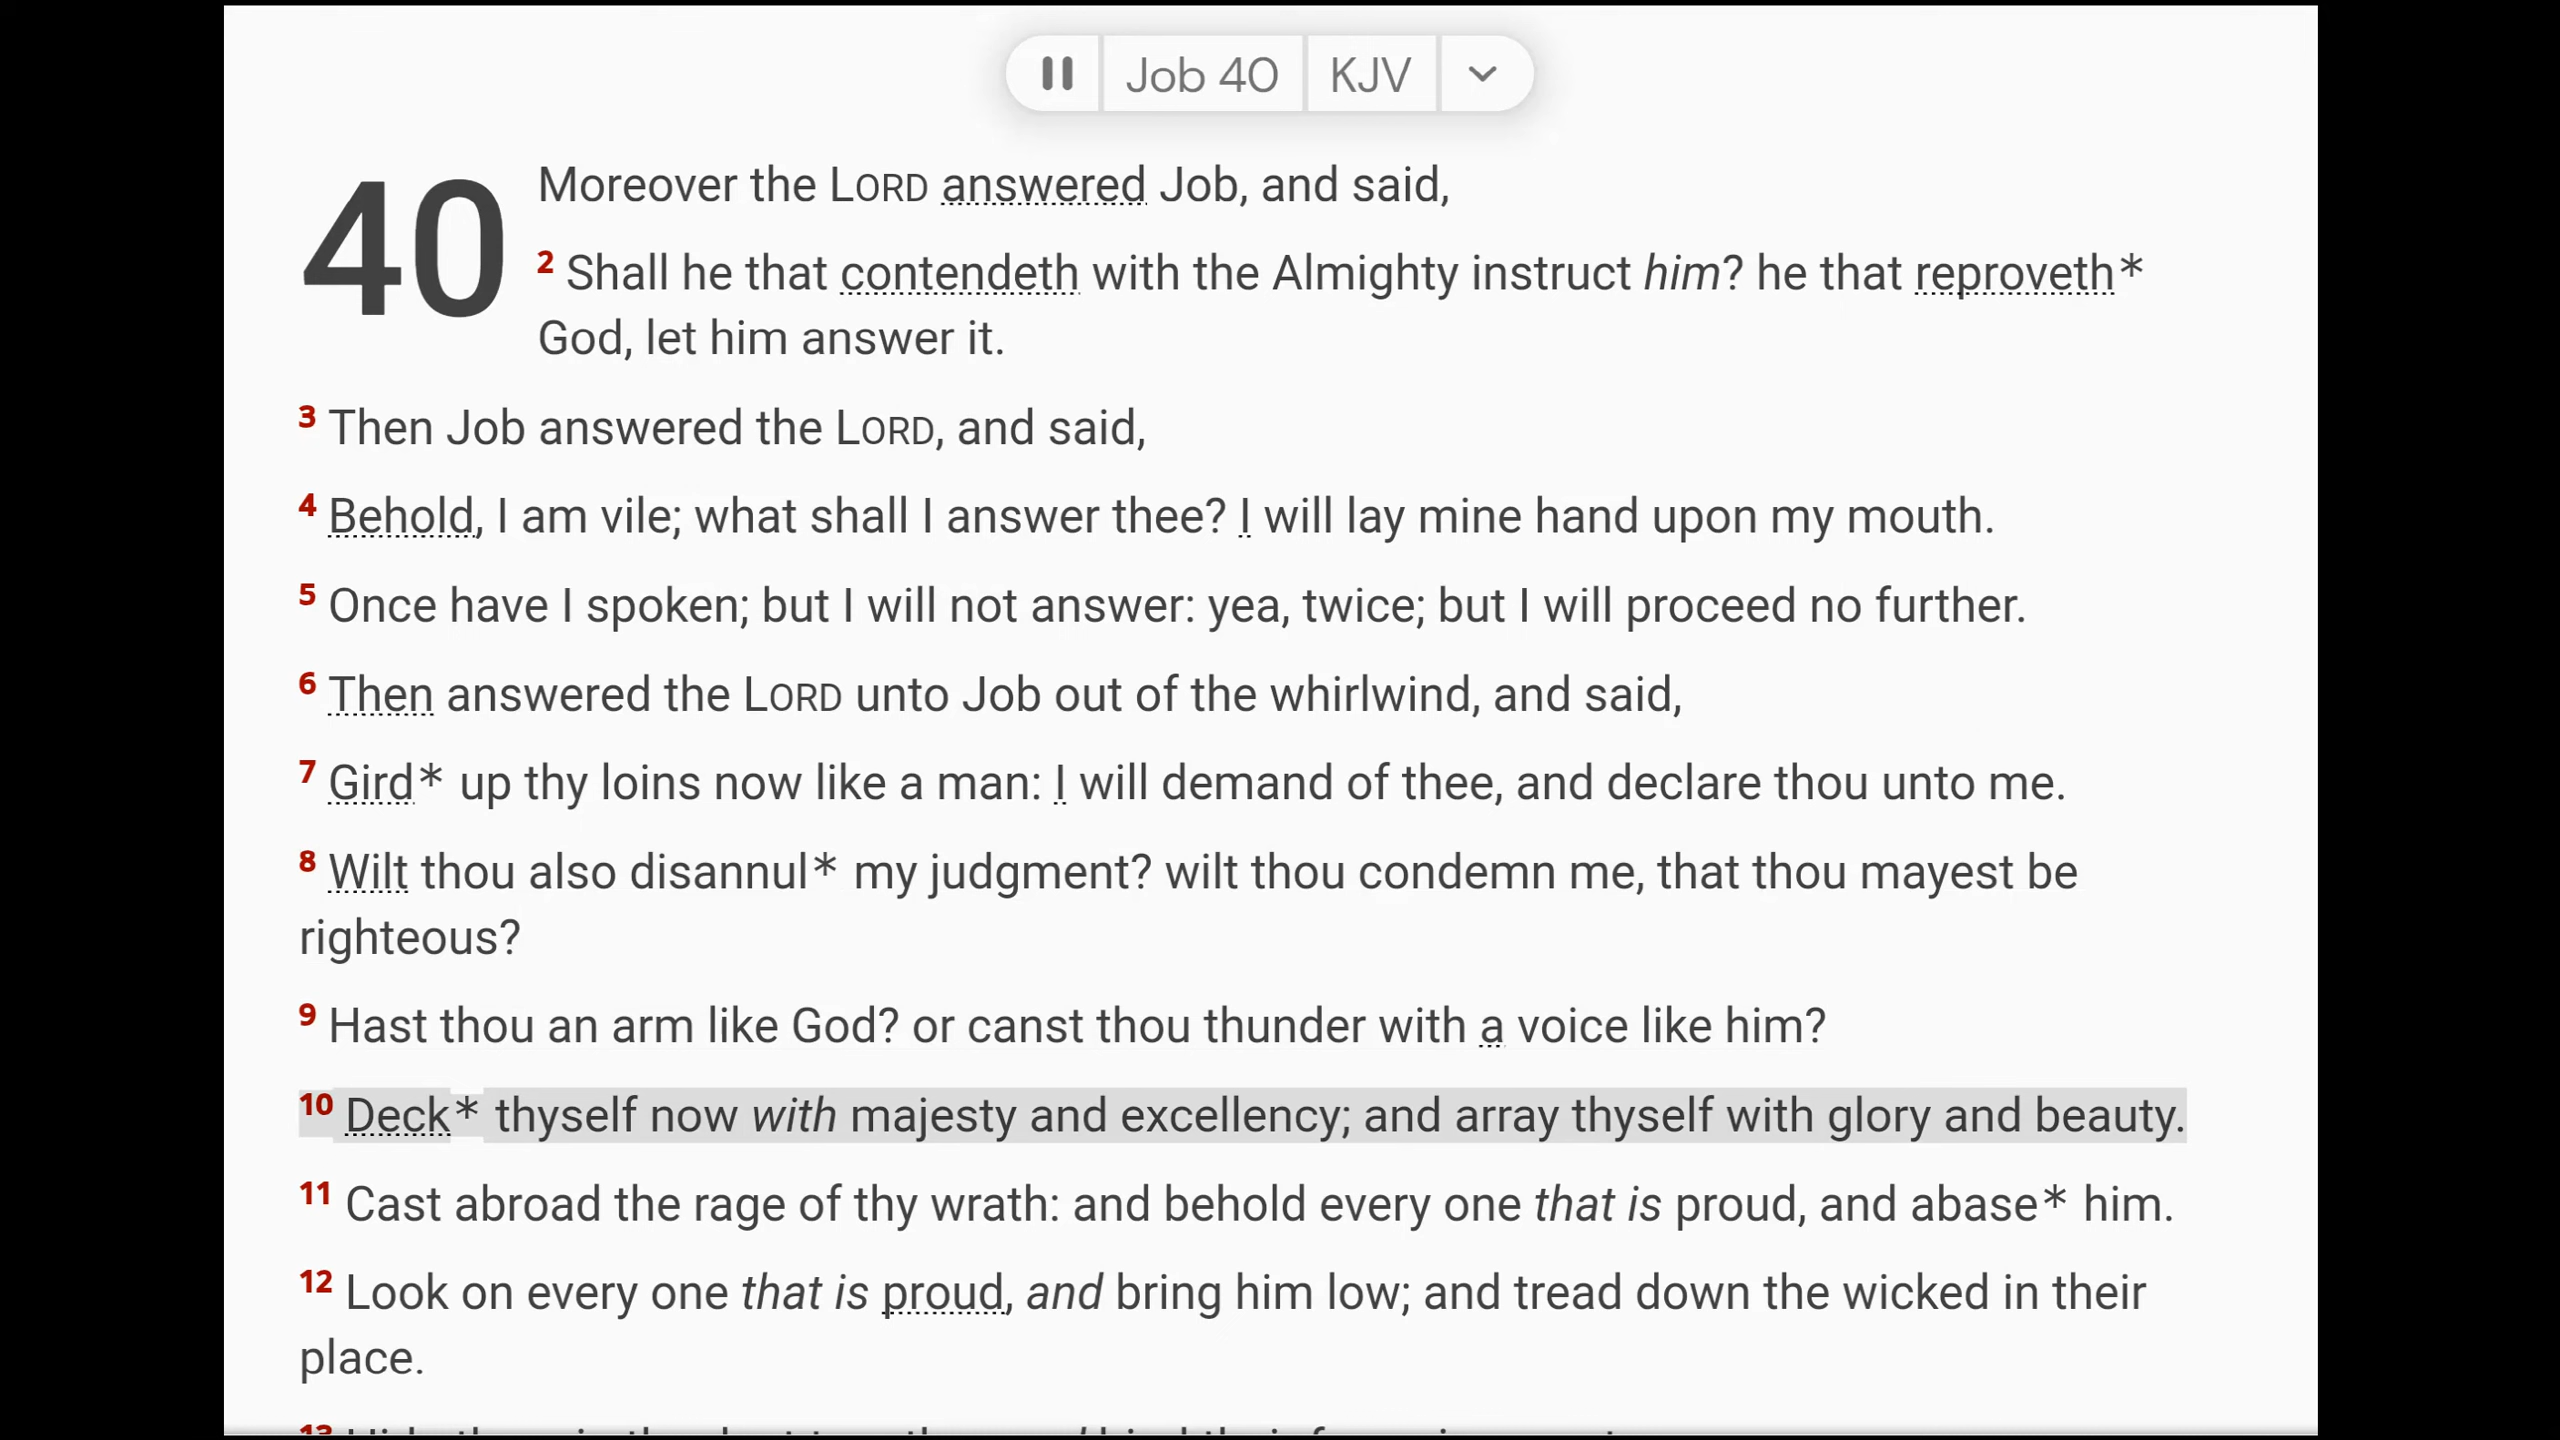 Job 40 KJV
40
Moreover the LORD answered Job, and said,
2 Shall he that contendeth with the Almighty instruct him? he that reproveth*
God, let him answer it.
3 Then Job answered the LORD, and said,
4 Behold, I am vile; what shall I answer thee? I will lay mine hand upon my mouth.
5 Once have I spoken; but I will not answer: yea, twice; but I will proceed no further.
6 Then answered the LORD unto Job out of the whirlwind, and said,
7 Gird* up thy loins now like a man: I will demand of thee, and declare thou unto me.
8 Wilt thou also disannul* my judgment? wilt thou condemn me, that thou mayest be
righteous?
9 Hast thou an arm like God? or canst thou thunder with a voice like him?
10 Deck* thyself now with majesty and excellency; and array thyself with glory and beauty.
11 Cast abroad the rage of thy wrath: and behold every one that is proud, and abase* him.
12 Look on every one that is proud, and bring him low; and tread down the wicked in their
place.